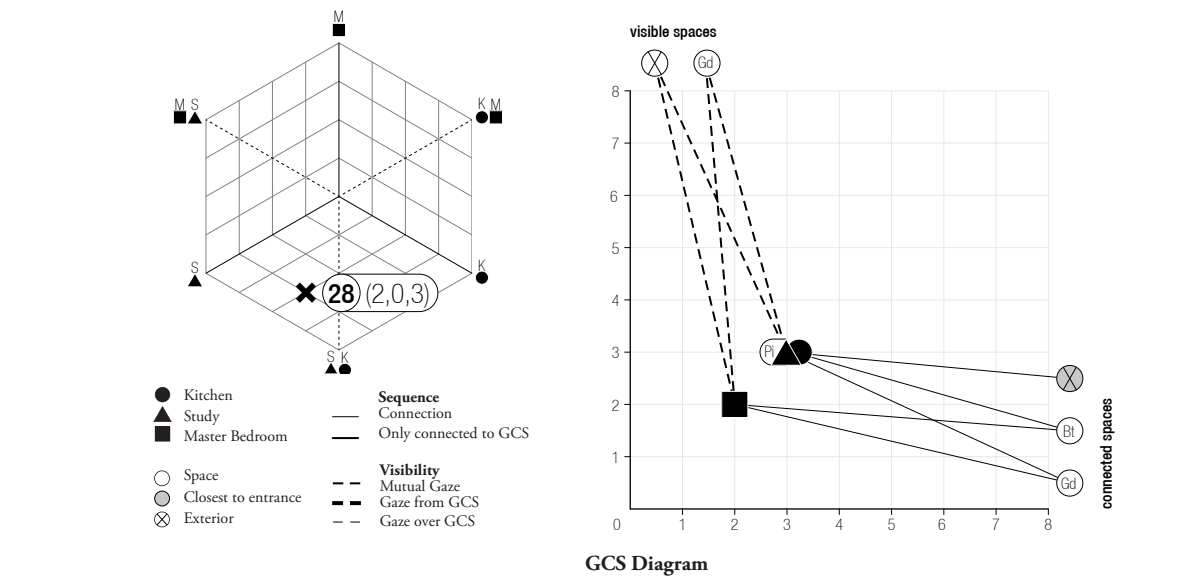 M
M S
K M
S
K
28 (2,0,3)
S K
Kitchen
Study
Master Bedroom
Space
Closest to entrance
Exterior
Sequence
Connection
Only connected to GCS
Visibility
Mutual Gaze
Gaze from GCS
Gaze over GCS
visible spaces
Gd
8
7
6
5
4
3
2
1
Pi
Bt
Gd
connected spaces
0 1 2 3 4 5 6 7 8
GCS Diagram